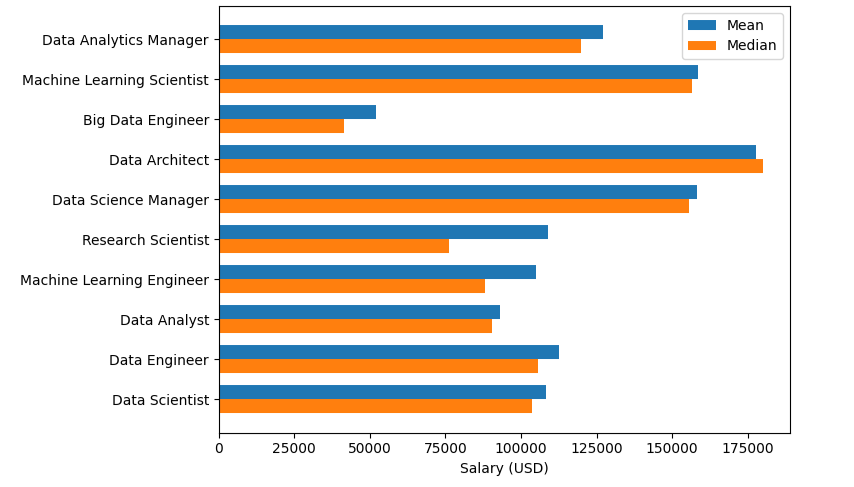 Mean
Median
Data Analytics Manager
Machine Learning Scientist
Big Data Engineer
Data Architect
Data Science Manager
Research Scientist
Machine Learning Engineer
Data Analyst
Data Engineer
Data Scientist
0 25000 50000 75000 100000 125000 150000 175000
Salary (USD)